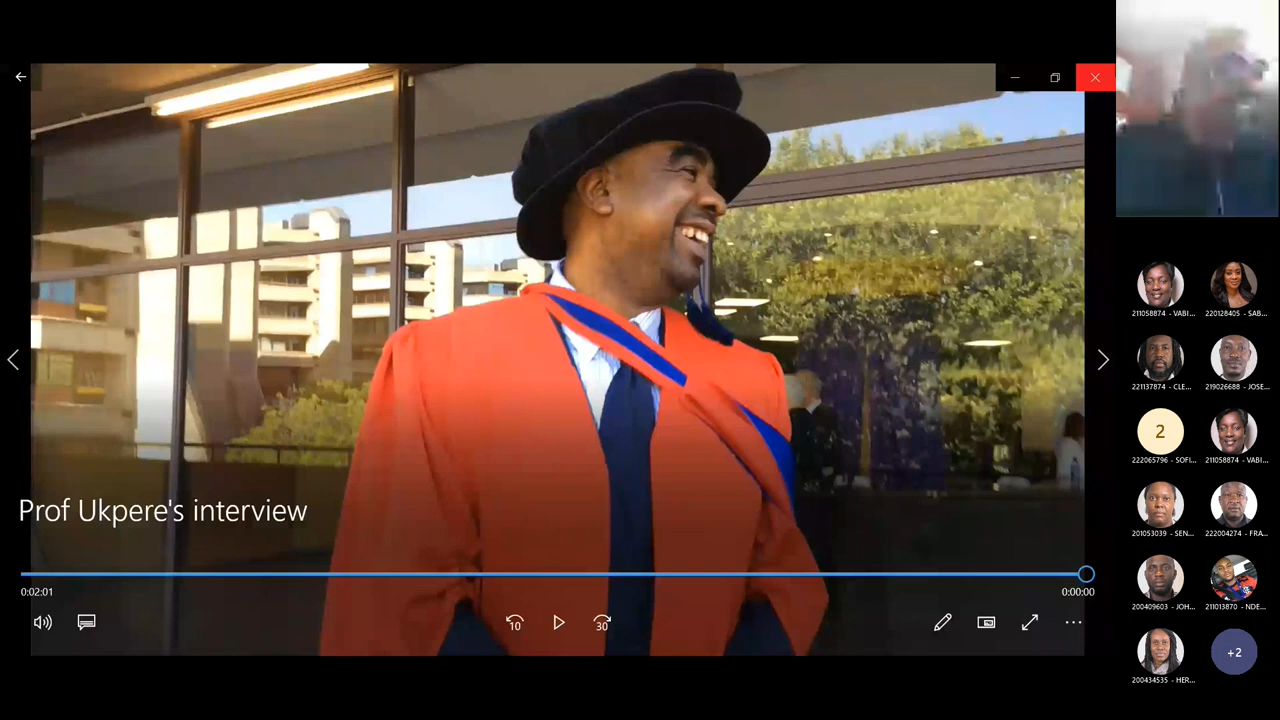 Prof Ukpere's interview
0:02:01
0:00:00
10
30
211058874 - VABI...
220128405 - SAB...
221137874 - CLE...
219026688 - JOSE...
2
222065796 - SOFI...
211058874 - VABI...
201053039 - SEN...
222004274 - FRA...
200409603 - JOH...
211013870 - NDE...
200434535 - HER...
+2